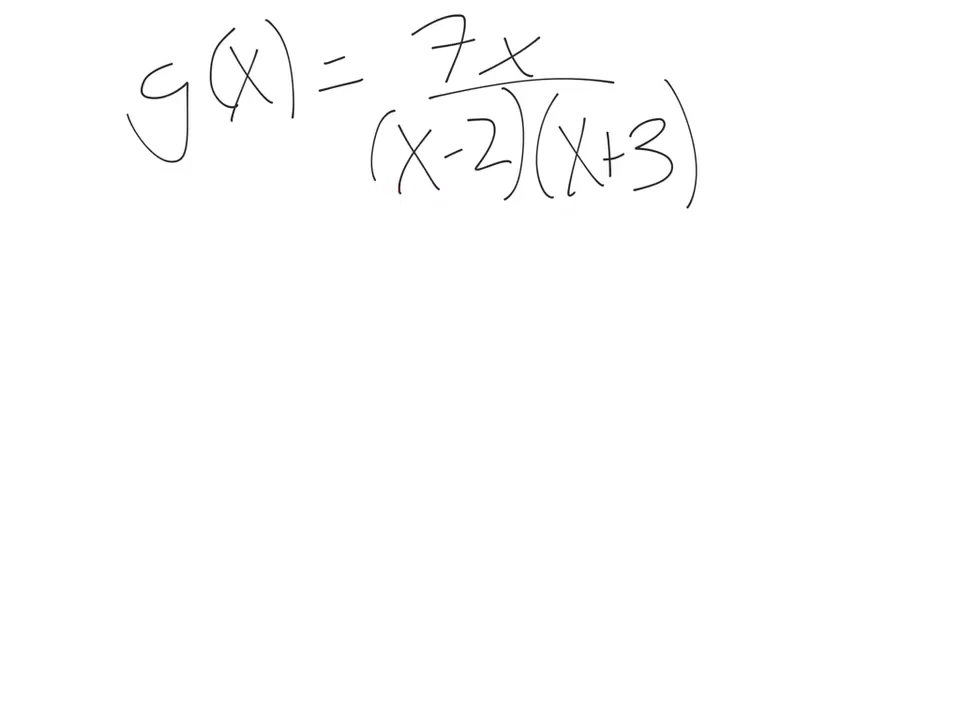 g(x) = 7x
(x-2)(x+3)